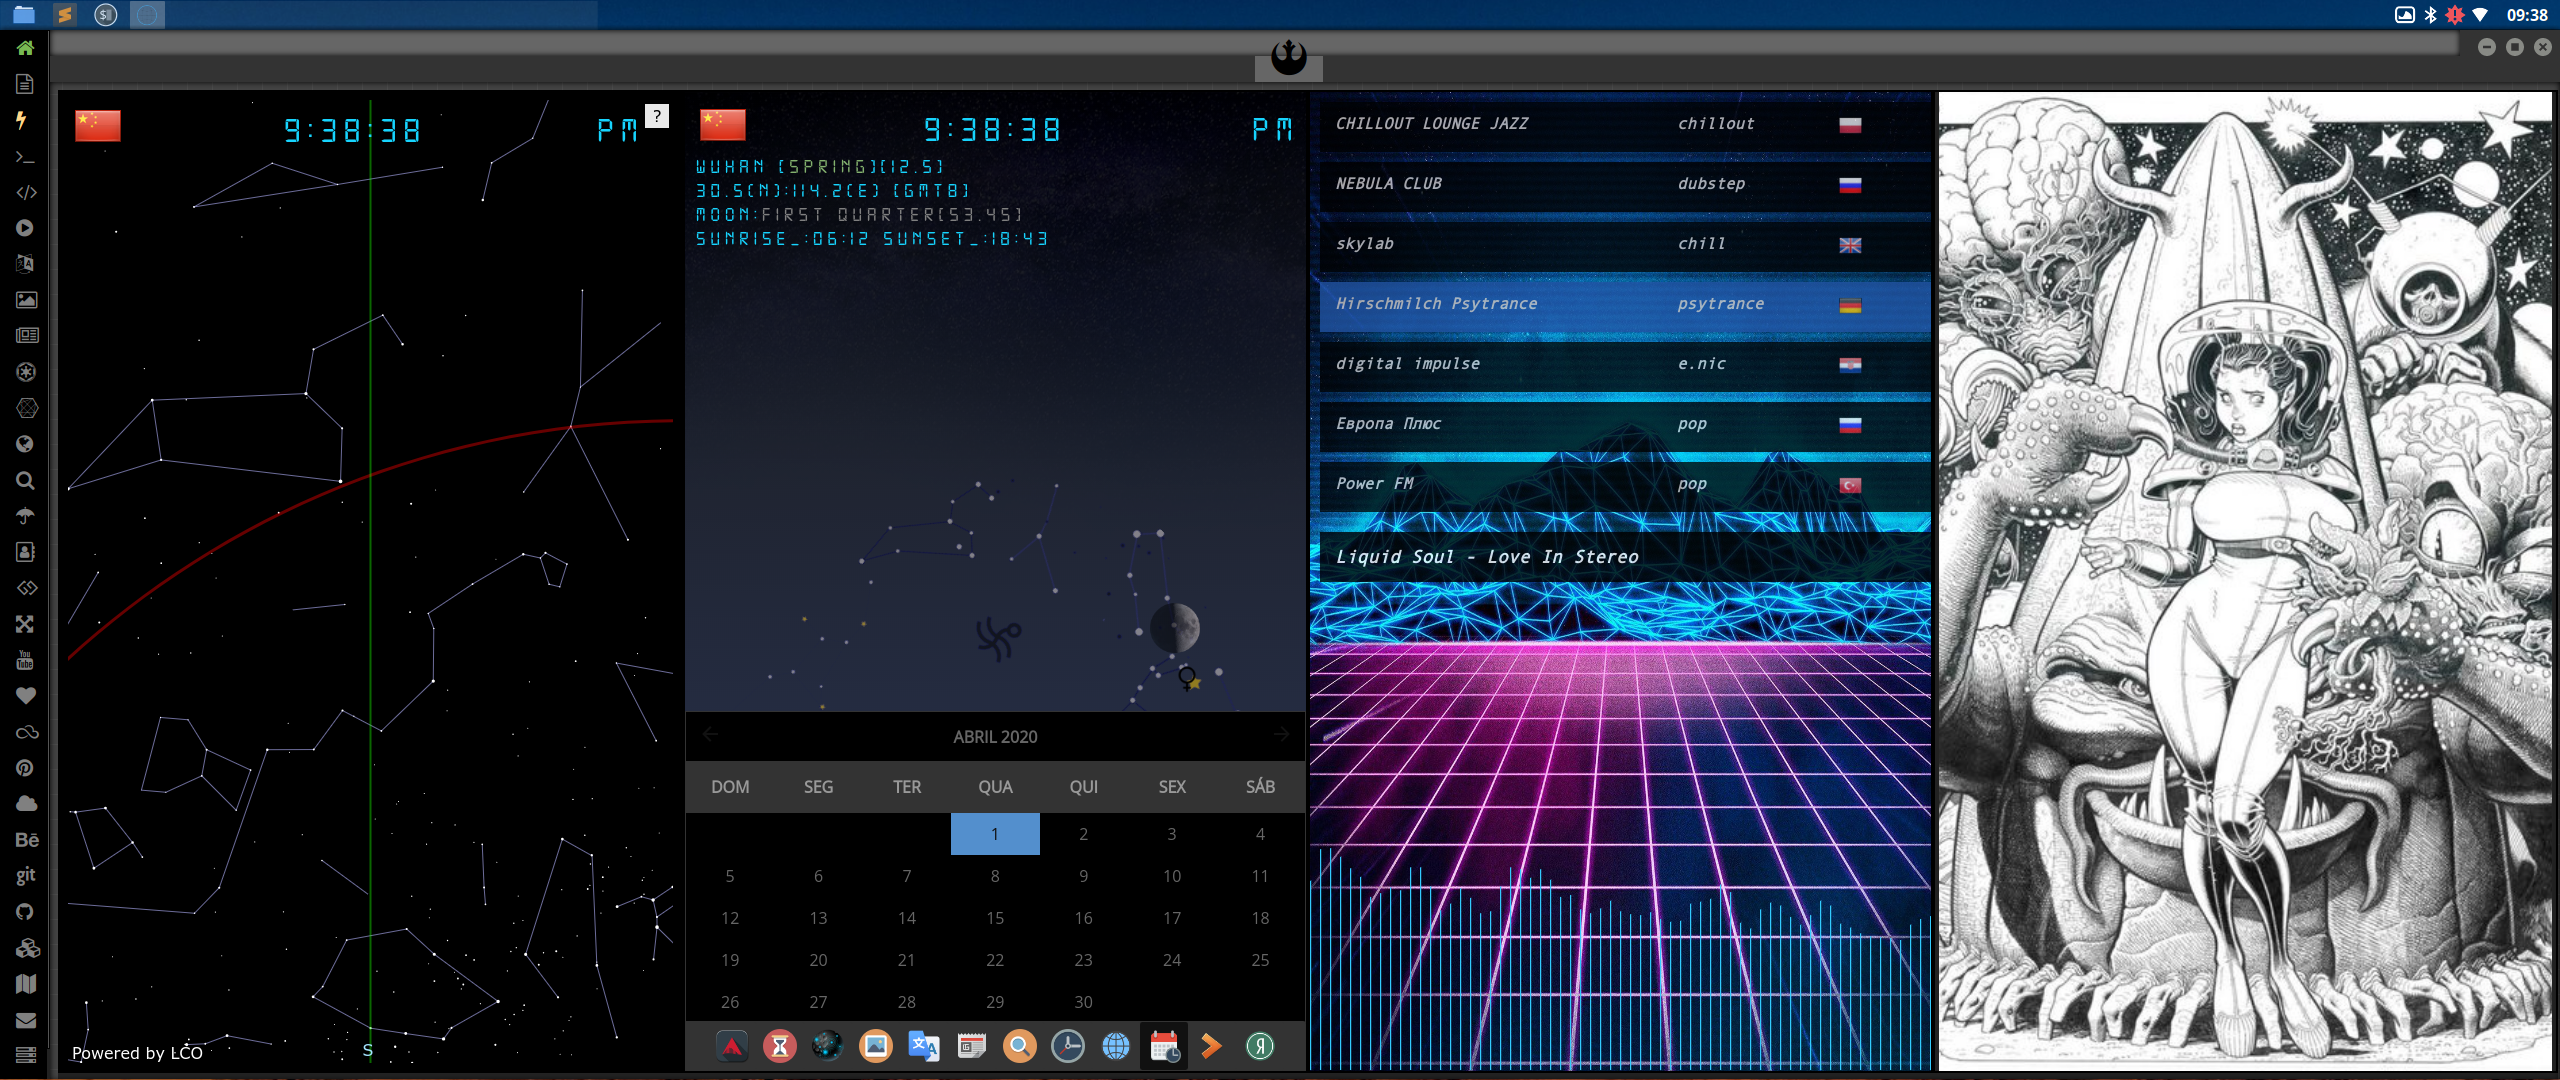 09:38
9:38:38 PM ?
Powered by LCO
S
9:38:38 PM
WUHAN [SPRING][12.5]
30.5(N):114.2(E) [GMT8]
MOON:FIRST QUARTER[53.45]
SUNRISE_:06:12 SUNSET_:18:43
ABRIL 2020
DOM SEG TER QUA QUI SEX SÁB
1 2 3 4
5 6 7 8 9 10 11
12 13 14 15 16 17 18
19 20 21 22 23 24 25
26 27 28 29 30
CHILLOUT LOUNGE JAZZ chillout
NEBULA CLUB dubstep
skylab chill
Hirschmilch Psytrance psytrance
digital impulse e.nic
Европа Плюс pop
Power FM pop
Liquid Soul - Love In Stereo
You
Tube
Bē
git